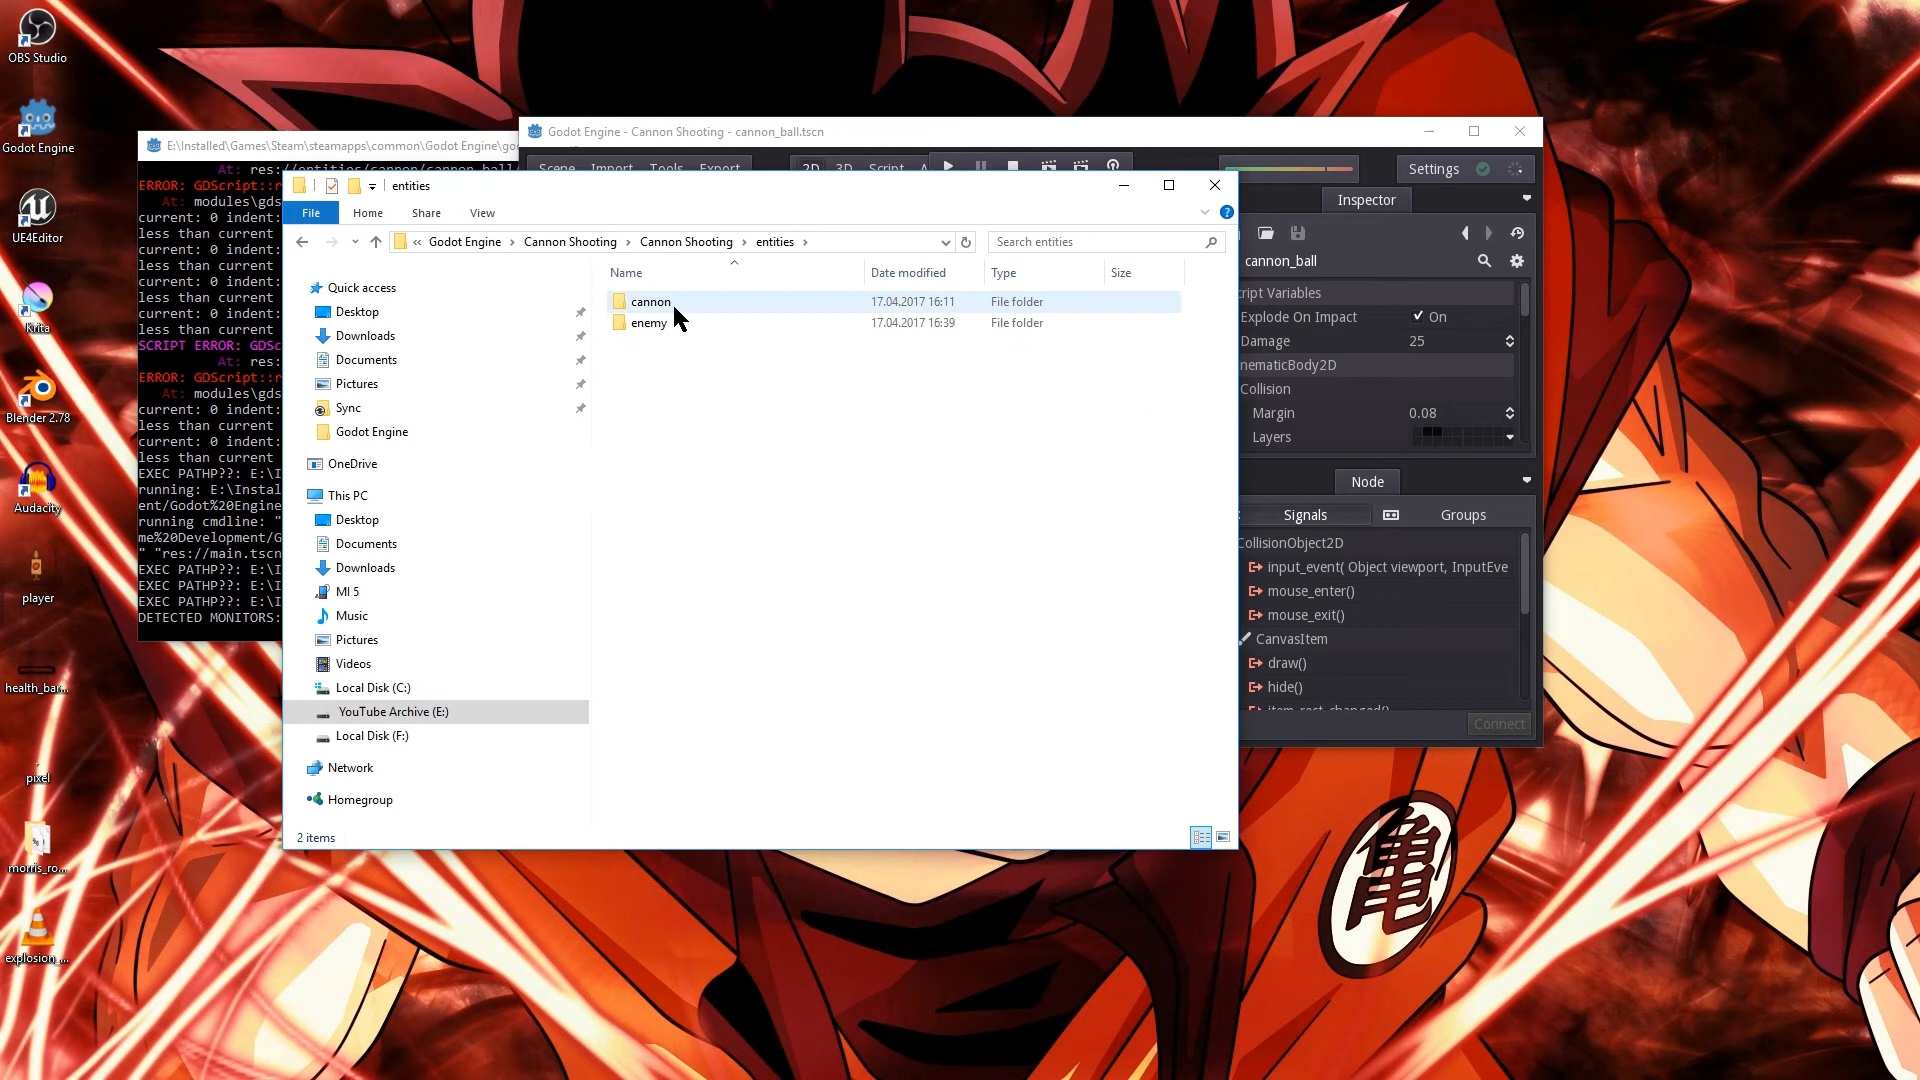 OBS Studio
Godot Engine
UE4Editor
Krita
Blender 2.78
Audacity
player
health_bar...
pixel
morris_ro...
explosion_...
E:\Installed\Games\Steam\steamapps\common\Godot Engine\go
At: res://entities/cannon/cannon_ball
ERROR: GDScript::r
At: modules\gds
current: 0 indent:
less than current
current: 0 indent:
less than current
current: 0 indent:
less than current
current: 0 indent:
less than current
SCRIPT ERROR: GDSc
At: res:
ERROR: GDScript::r
At: modules\gds
current: 0 indent:
less than current
current: 0 indent:
less than current
EXEC PATHP??: E:\I
running: E:\Instal
ent/Godot%20Engine
running cmdline: "
me%20Development/G
" "res://main.tscn
EXEC PATHP??: E:\I
EXEC PATHP??: E:\I
EXEC PATHP??: E:\I
DETECTED MONITORS:
Godot Engine - Cannon Shooting - cannon_ball.tscn
Scene Import Tools Export 2D 3D Script A Settings
entities
File Home Share View
« Godot Engine Cannon Shooting Cannon Shooting entities
Search entities
Quick access
Desktop
Downloads
Documents
Pictures
Sync
Godot Engine
OneDrive
This PC
Desktop
Documents
Downloads
MI 5
Music
Pictures
Videos
Local Disk (C:)
YouTube Archive (E:)
Local Disk (F:)
Network
Homegroup
2 items
Name Date modified Type Size
cannon 17.04.2017 16:11 File folder
enemy 17.04.2017 16:39 File folder
Inspector
cannon_ball
cript Variables
Explode On Impact On
Damage 25
nematicBody2D
Collision
Margin 0.08
Layers
Node
Signals Groups
CollisionObject2D
input_event( Object viewport, InputEve
mouse_enter()
mouse_exit()
CanvasItem
draw()
hide()
item_rect_changed()
Connect
亀